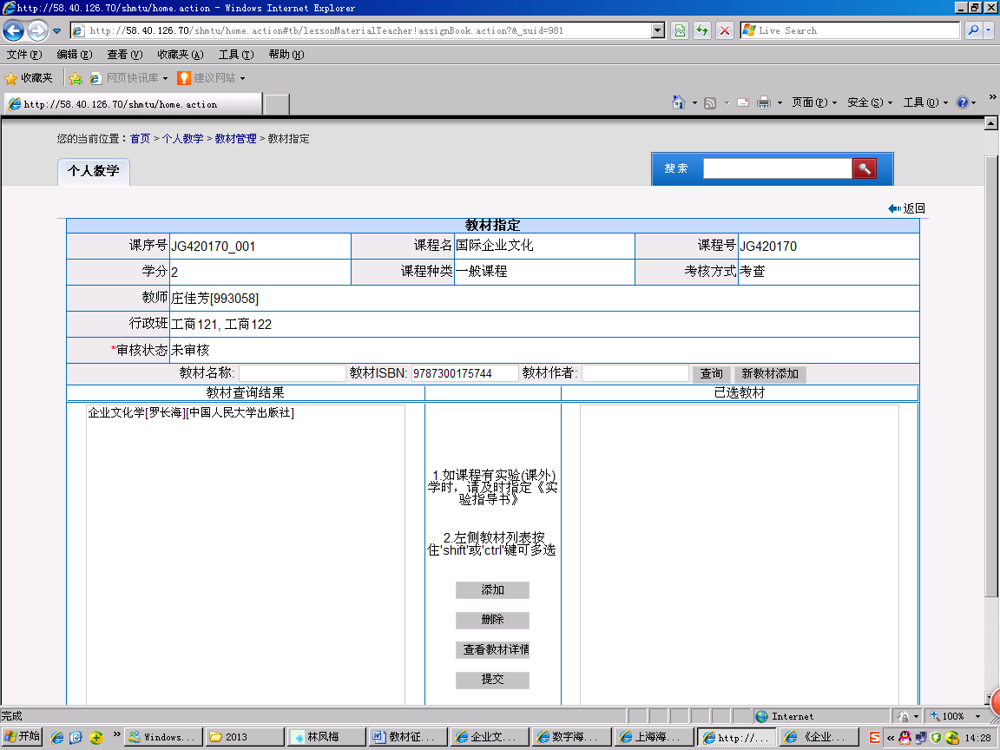 http://58.40.126.70/shmtu/home.action - Windows Internet Explorer
http://58.40.126.70/shmtu/home.action#tb/lessonMaterialTeacher!assignBook.action?&_suid=981
Live Search
文件(F) 编辑(E) 查看(V) 收藏夹(A) 工具(T) 帮助(H)
收藏夹 网页快讯库 建议网站
http://58.40.126.70/shmtu/home.action
页面(P) 安全(S) 工具(O) »
您的当前位置：首页 > 个人教学 > 教材管理 > 教材指定
个人教学
搜索
返回
教材指定
课序号 JG420170_001 课程名 国际企业文化 课程号 JG420170
学分 2 课程种类 一般课程 考核方式 考查
教师 庄佳芳[993058]
行政班 工商121, 工商122
*审核状态 未审核
教材名称: 教材ISBN: 9787300175744 教材作者: 查询 新教材添加
教材查询结果 已选教材
企业文化学[罗长海][中国人民大学出版社]
1.如课程有实验(课外)
学时，请及时指定《实
验指导书》
2.左侧教材列表按
住'shift'或'ctrl'键可多选
添加
删除
查看教材详情
提交
完成 Internet 100%
开始 » Windows... 2013 林凤梅 教材征... 企业文... 数字海... 上海海... http://... 《企业... « 14:28